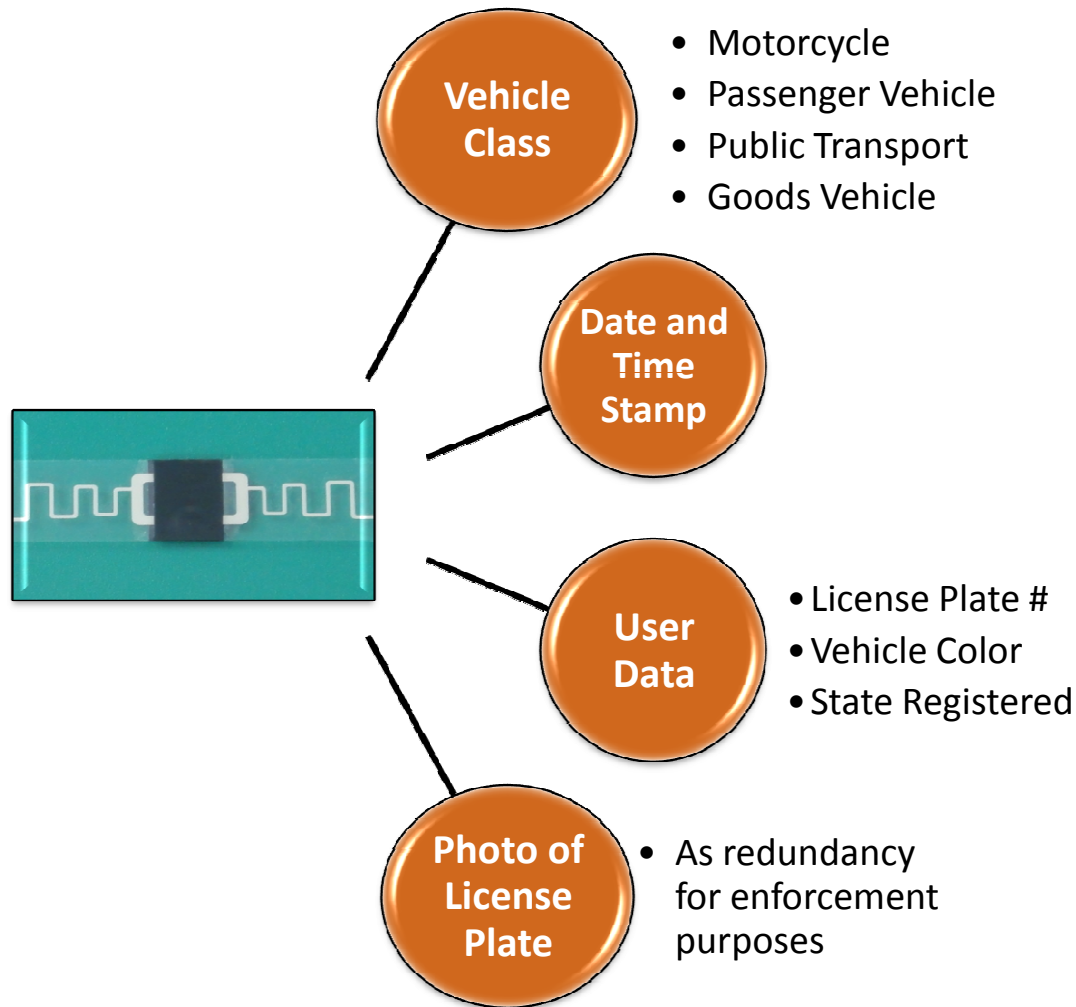 Vehicle
Class
• Motorcycle
• Passenger Vehicle
• Public Transport
• Goods Vehicle
Date and
Time
Stamp
User
Data
• License Plate #
• Vehicle Color
• State Registered
Photo of
License
Plate
• As redundancy
for enforcement
purposes